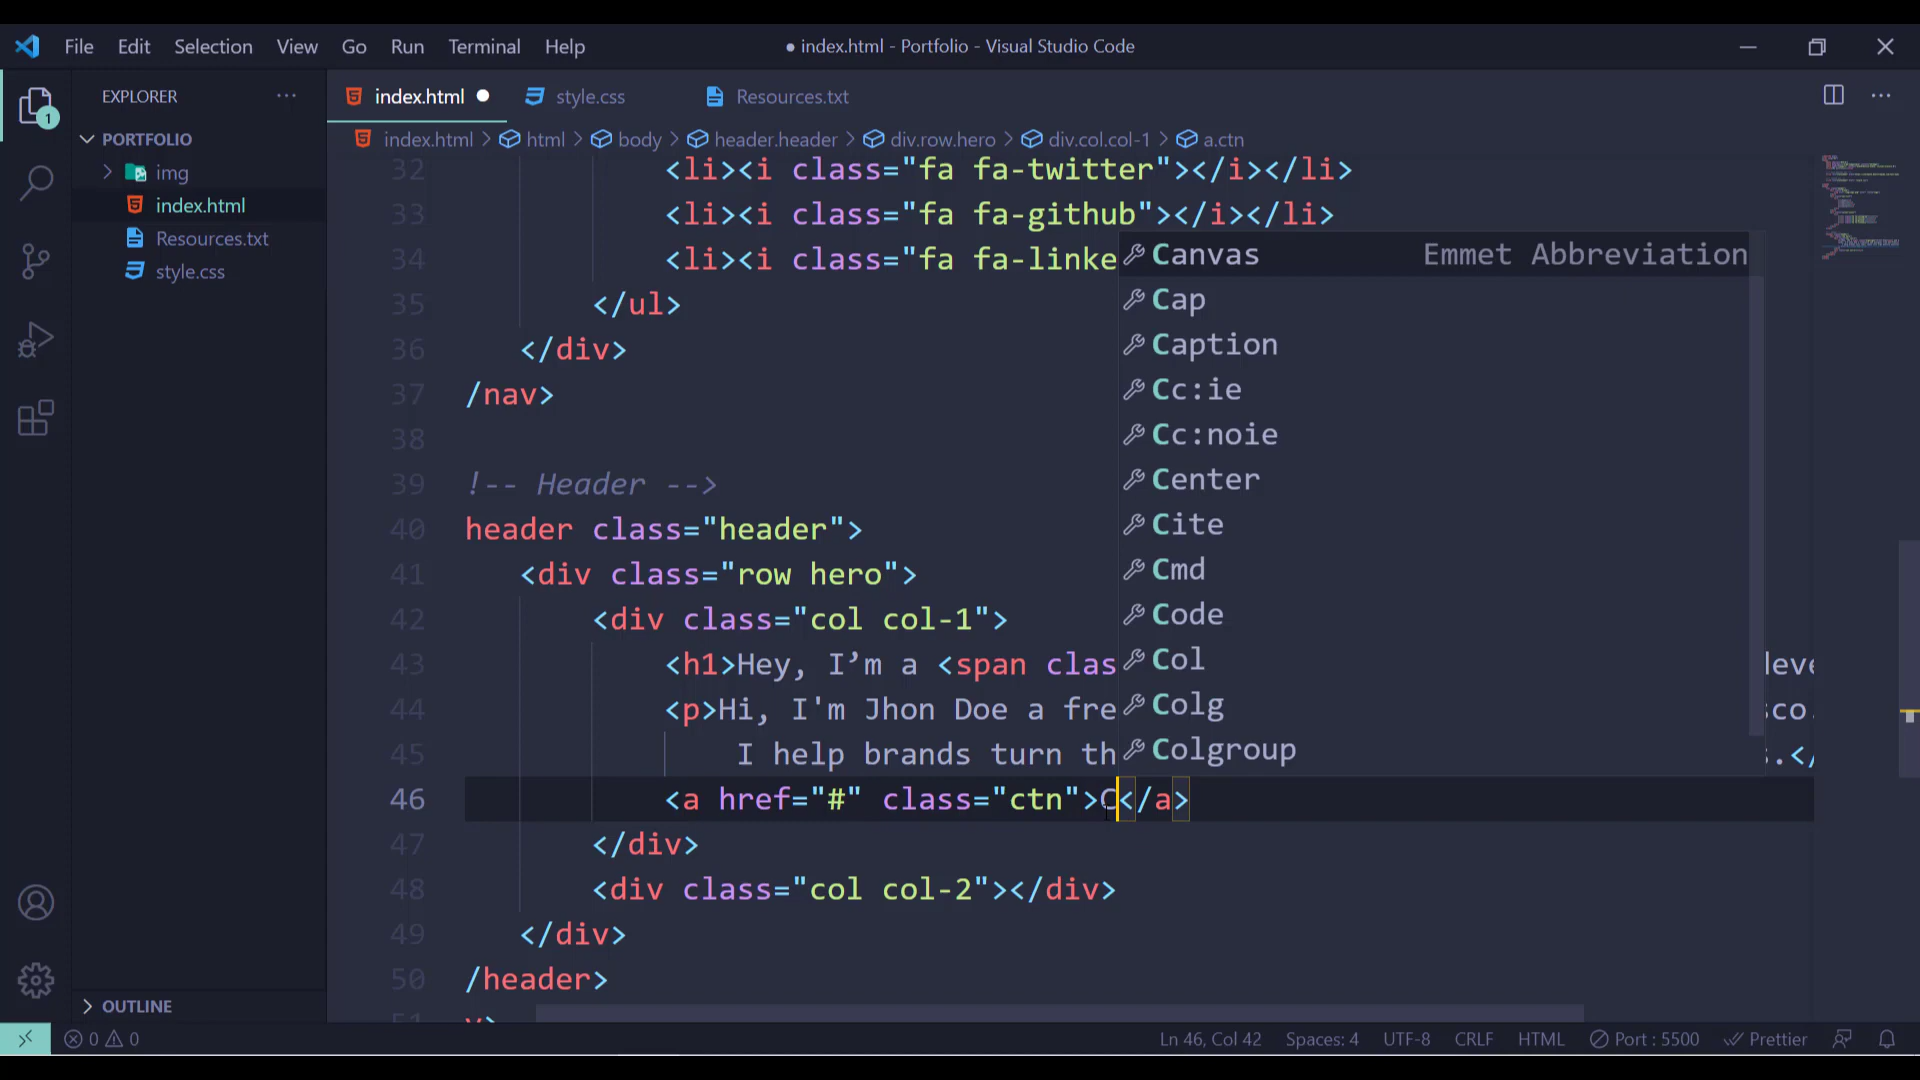 File Edit Selection View Go Run Terminal Help
● index.html - Portfolio - Visual Studio Code
EXPLORER ···
1
PORTFOLIO
img
index.html
Resources.txt
style.css
OUTLINE
index.html ●
style.css
Resources.txt
index.html > html > body > header.header > div.row.hero > div.col.col-1 > a.ctn
32 <li><i class="fa fa-twitter"></i></li>
33 <li><i class="fa fa-github"></i></li>
34 <li><i class="fa fa-linke
35 </ul>
36 </div>
37 /nav>
38
39 !-- Header -->
40 header class="header">
41 <div class="row hero">
42 <div class="col col-1">
43 <h1>Hey, I’m a <span clas
44 <p>Hi, I'm Jhon Doe a fre
45 I help brands turn th
46 <a href="#" class="ctn">C</a>
47 </div>
48 <div class="col col-2"></div>
49 </div>
50 /header>
Canvas Emmet Abbreviation
Cap
Caption
Cc:ie
Cc:noie
Center
Cite
Cmd
Code
Col
Colg
Colgroup
0 0
Ln 46, Col 42 Spaces: 4 UTF-8 CRLF HTML Port : 5500 Prettier